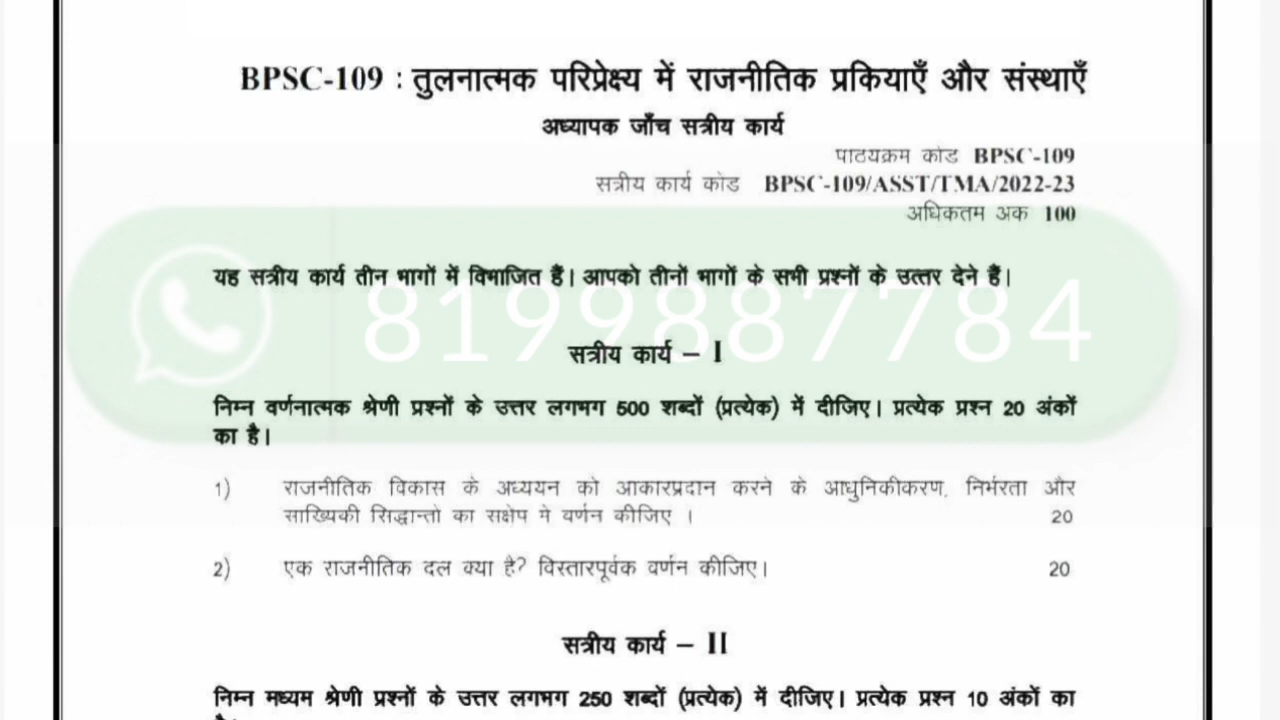 BPSC-109 : तुलनात्मक परिप्रेक्ष्य में राजनीतिक प्रकियाएँ और संस्थाएँ
अध्यापक जाँच सत्रीय कार्य
पाठयक्रम कोड BPSC-109
सत्रीय कार्य कोड BPSC-109/ASST/TMA/2022-23
अधिकतम अक 100
यह सत्रीय कार्य तीन भागों में विभाजित हैं। आपको तीनों भागों के सभी प्रश्नों के उत्तर देने हैं।
8199887784
सत्रीय कार्य – I
निम्न वर्णनात्मक श्रेणी प्रश्नों के उत्तर लगभग 500 शब्दों (प्रत्येक) में दीजिए। प्रत्येक प्रश्न 20 अंकों
का है।
1) राजनीतिक विकास के अध्ययन को आकारप्रदान करने के आधुनिकीकरण, निर्भरता और
साख्यिकी सिद्धान्तो का सक्षेप मे वर्णन कीजिए । 20
2) एक राजनीतिक दल क्या है? विस्तारपूर्वक वर्णन कीजिए। 20
सत्रीय कार्य – II
निम्न मध्यम श्रेणी प्रश्नों के उत्तर लगभग 250 शब्दों (प्रत्येक) में दीजिए। प्रत्येक प्रश्न 10 अंकों का